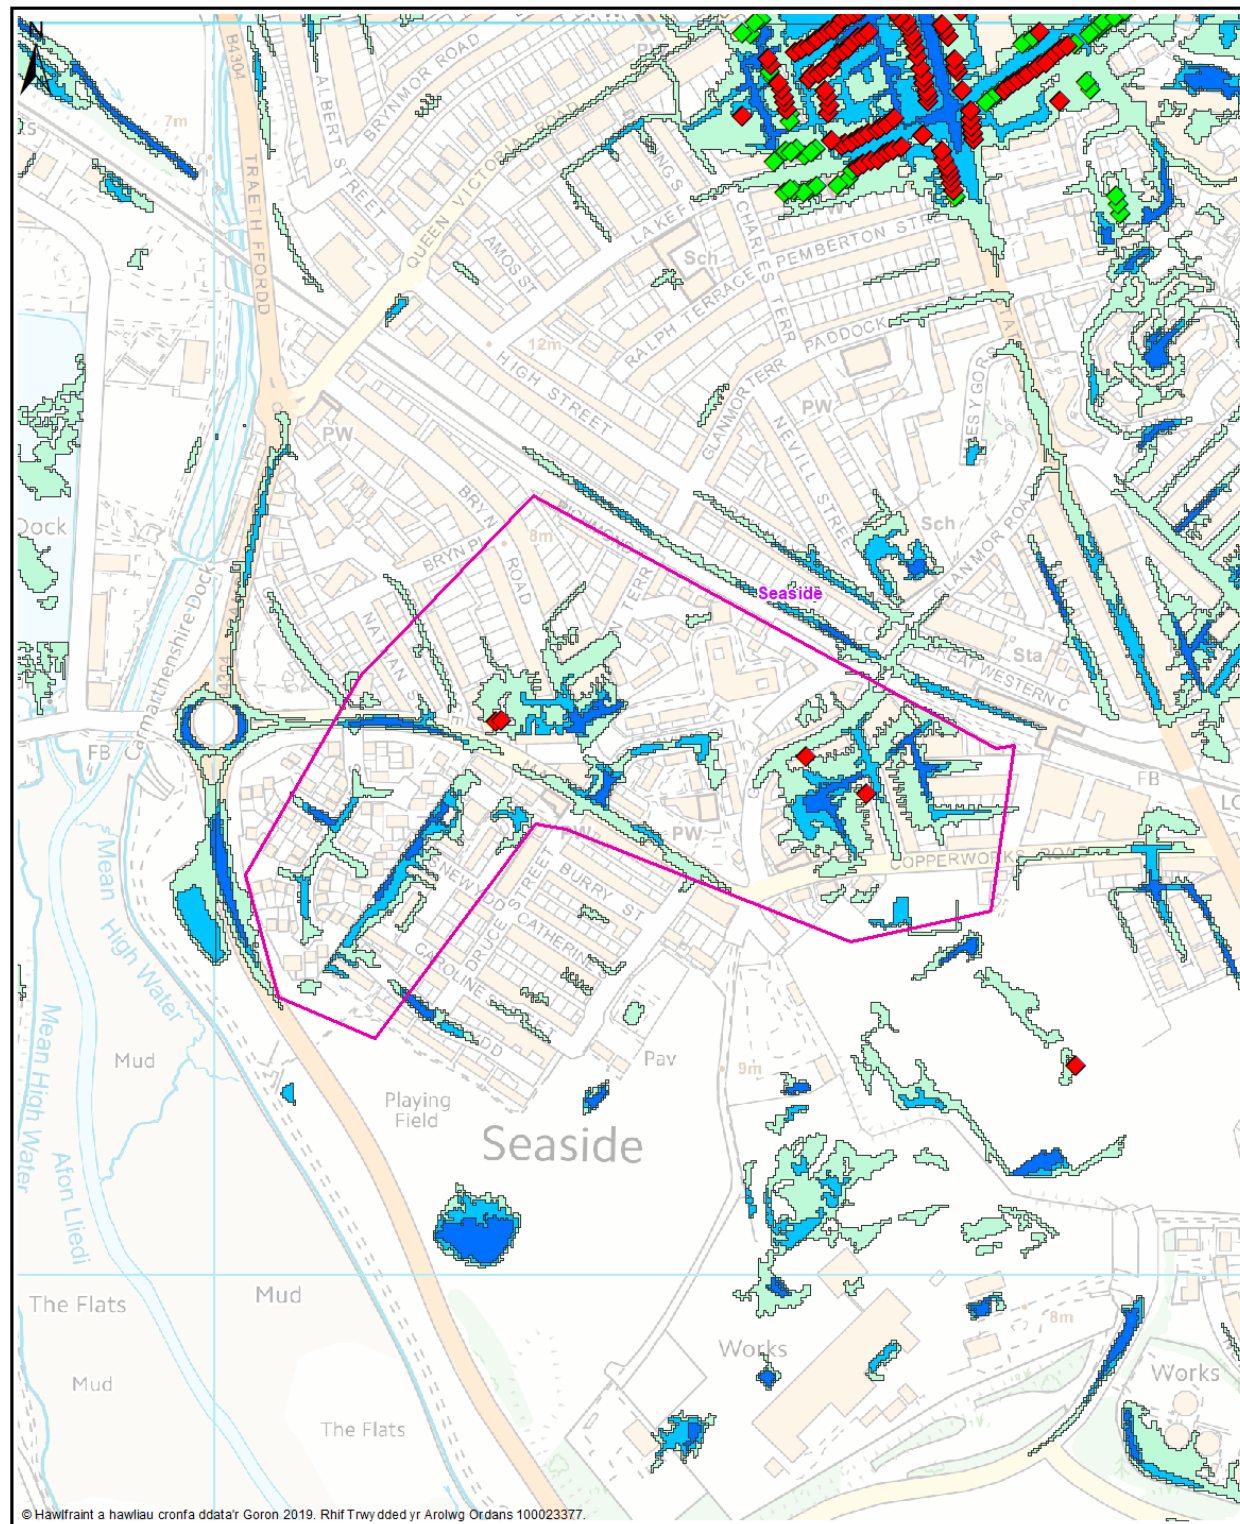 N
B4304
7m
ALBERT STREET
BRYNMOR ROAD
TRAETH FFORDD
QUEEN VICTORIA ROAD
PW
Sch
CHARLES TERR
PEMBERTON STREET
RALPH TERRACE
PADDOCK
12m
HIGH STREET
GLANMOR TERR
PW
NEVILL STREET
PW
Dock
8m
BRYN PL
ROAD
TERR
Sch
GLANMOR ROAD
Seaside
Carmarthenshire Dock
Sta
GREAT WESTERN C
FB
FB
LC
PW
COPPERWORKS ROAD
Mean High Water
NEW
STREET
BURRY ST
CATHERINE
CAROLINE ST
Mean High Water
Mud
Pav
9m
Playing
Field
Seaside
Afon Lliedi
The Flats
Mud
8m
Works
Works
Mud
The Flats
© Hawlfraint a hawliau cronfa ddata'r Goron 2019. Rhif Trwydded yr Arolwg Ordans 100023377.